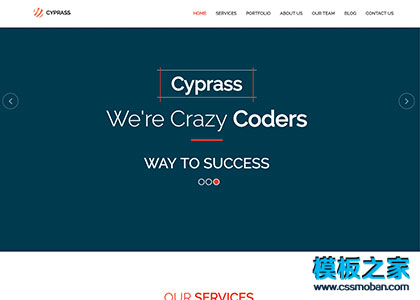 CYPRASS
HOME SERVICES PORTFOLIO ABOUT US OUR TEAM BLOG CONTACT US
Cyprass
We're Crazy Coders
WAY TO SUCCESS
模板之家
www.cssmoban.com
OUR SERVICES